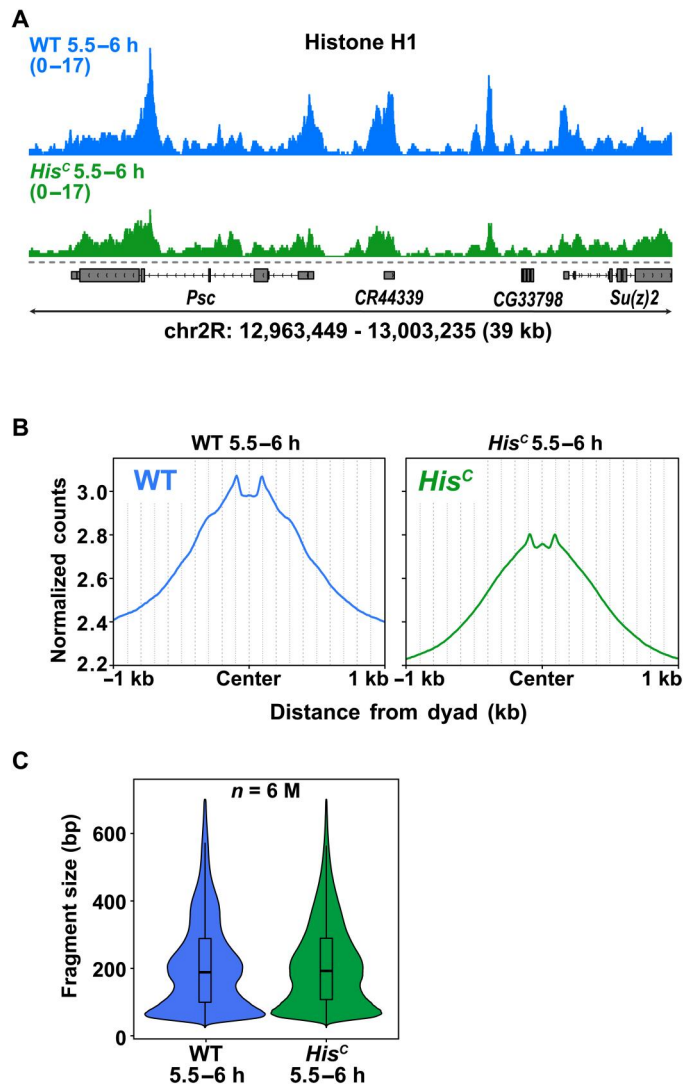 A
WT 5.5–6 h
(0–17)
Histone H1
Hisᶜ 5.5–6 h
(0–17)
Psc CR44339 CG33798 Su(z)2
chr2R: 12,963,449 - 13,003,235 (39 kb)
B
WT 5.5–6 h Hisᶜ 5.5–6 h
WT Hisᶜ
Normalized counts
3.0
2.8
2.6
2.4
2.2
–1 kb Center 1 kb –1 kb Center 1 kb
Distance from dyad (kb)
C
n = 6 M
Fragment size (bp)
600
400
200
0
WT Hisᶜ
5.5–6 h 5.5–6 h